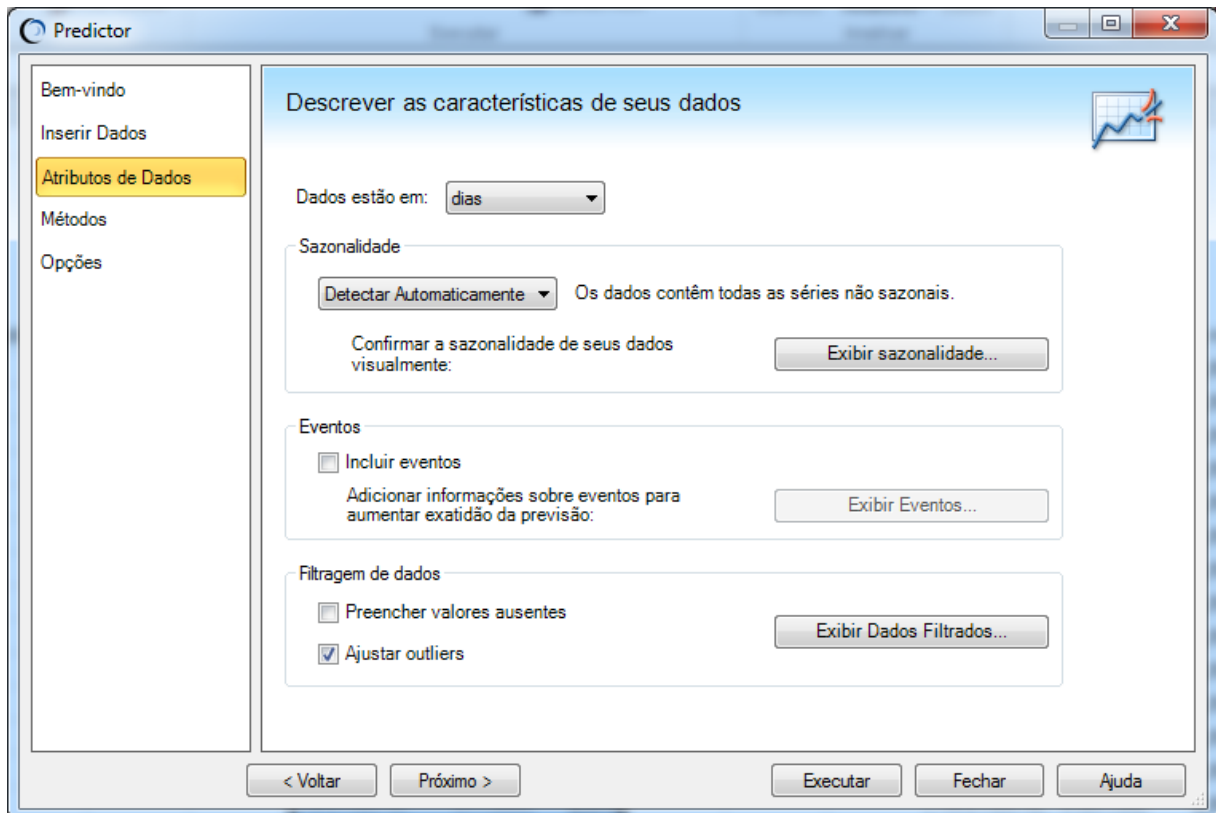 Predictor
Bem-vindo
Inserir Dados
Atributos de Dados
Métodos
Opções
Descrever as características de seus dados
Dados estão em: dias
Sazonalidade
Detectar Automaticamente Os dados contêm todas as séries não sazonais.
Confirmar a sazonalidade de seus dados
visualmente:
Exibir sazonalidade...
Eventos
Incluir eventos
Adicionar informações sobre eventos para
aumentar exatidão da previsão:
Exibir Eventos...
Filtragem de dados
Preencher valores ausentes
Exibir Dados Filtrados...
Ajustar outliers
< Voltar Próximo > Executar Fechar Ajuda